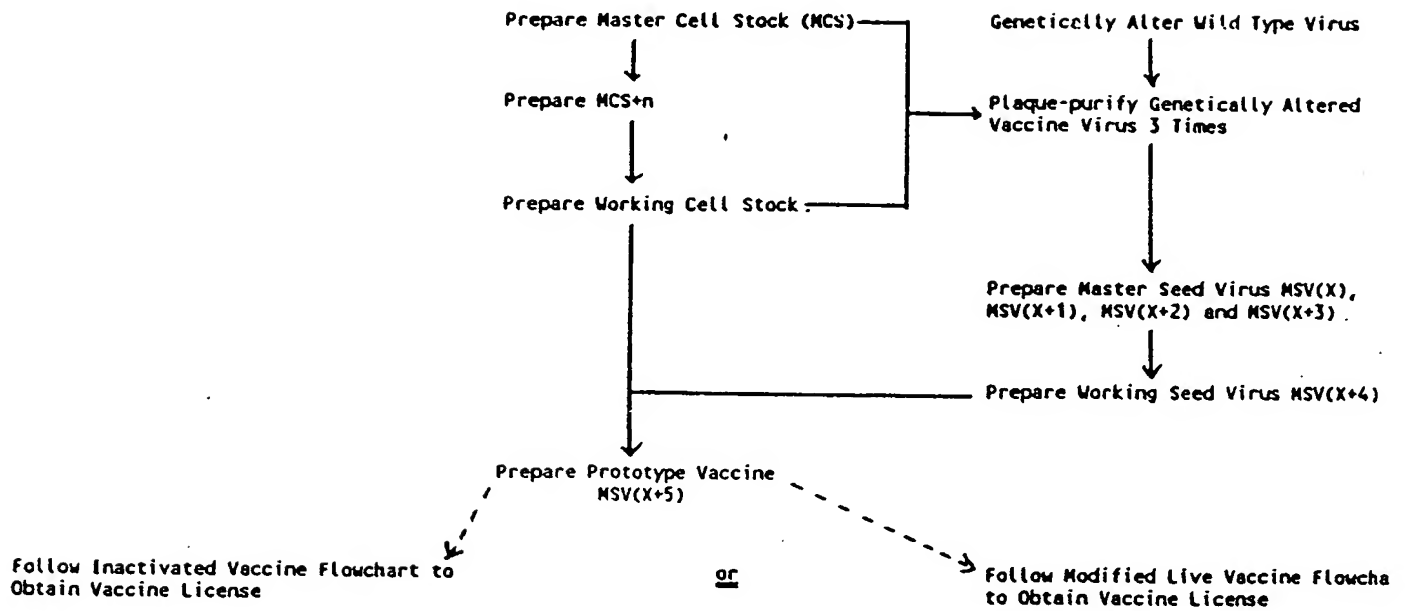 Prepare Master Cell Stock (MCS)
Genetically Alter Wild Type Virus
Prepare MCS+n
Plaque-purify Genetically Altered
Vaccine Virus 3 Times
Prepare Working Cell Stock.
Prepare Master Seed Virus MSV(X),
MSV(X+1), MSV(X+2) and MSV(X+3).
Prepare Working Seed Virus MSV(X+4)
Prepare Prototype Vaccine
MSV(X+5)
Follow Inactivated Vaccine Flowchart to
Obtain Vaccine License
or
Follow Modified Live Vaccine Flowcha
to Obtain Vaccine License